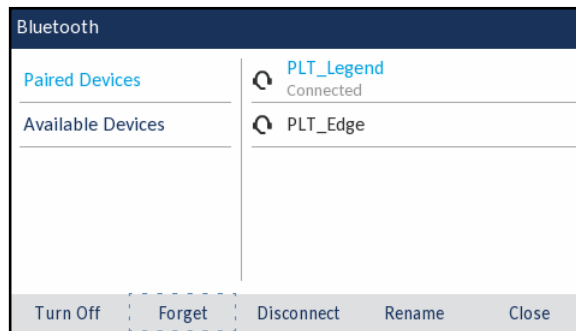 Bluetooth
Paired Devices
Available Devices
PLT_Legend
Connected
PLT_Edge
Turn Off Forget Disconnect Rename Close